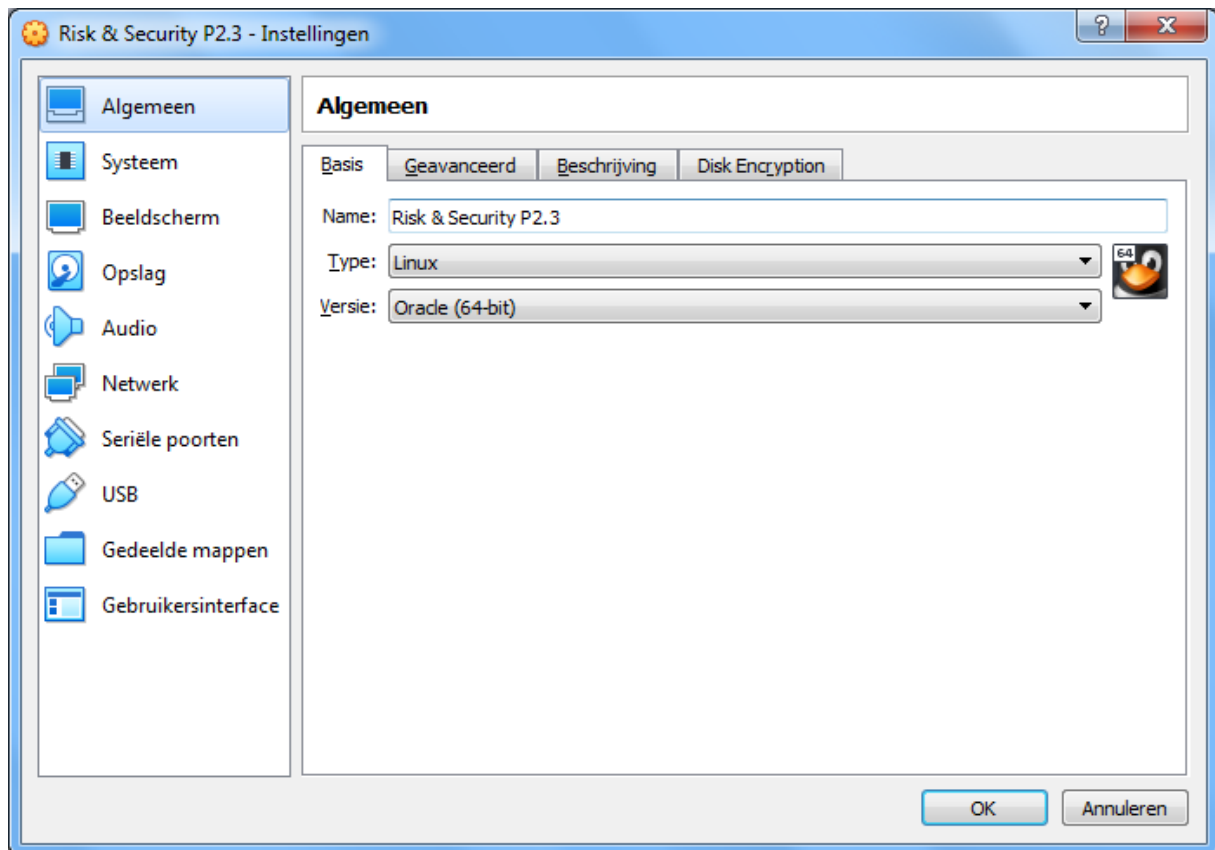 Risk & Security P2.3 - Instellingen
Algemeen
Systeem
Beeldscherm
Opslag
Audio
Netwerk
Seriële poorten
USB
Gedeelde mappen
Gebruikersinterface
Algemeen
Basis Geavanceerd Beschrijving Disk Encryption
Name: Risk & Security P2.3
Type: Linux
64
Versie: Oracle (64-bit)
OK Annuleren